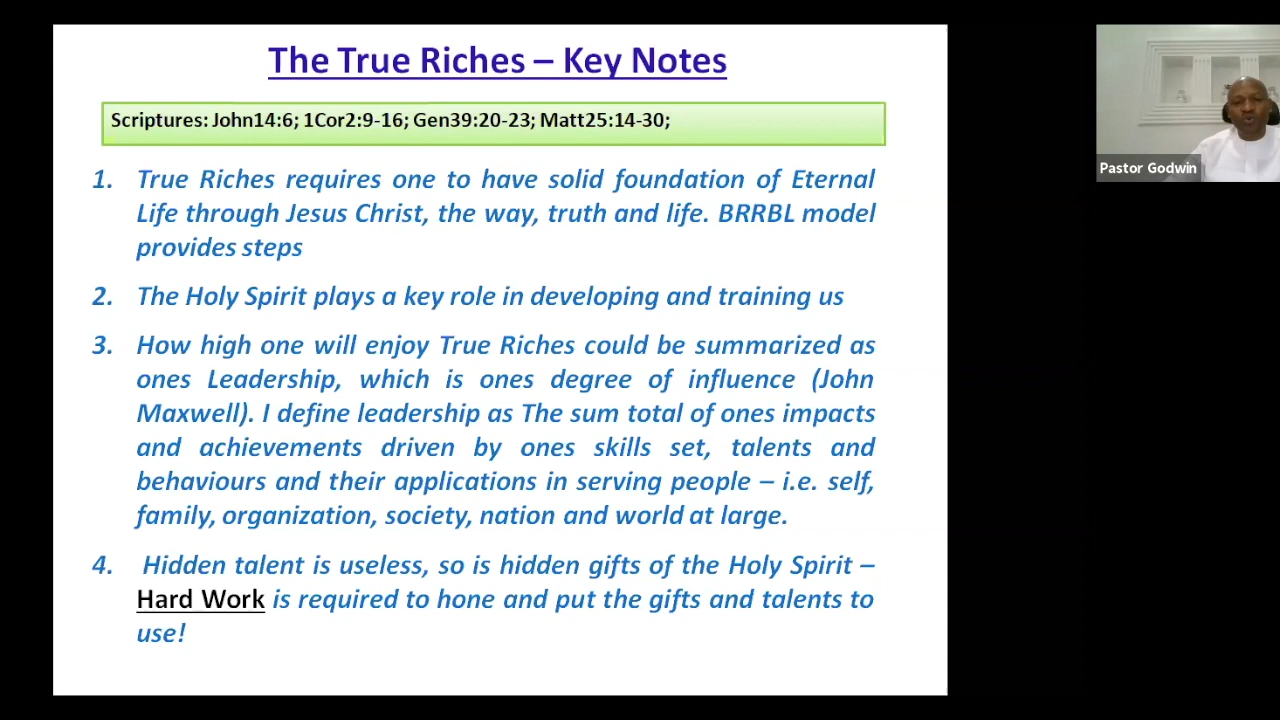 The True Riches – Key Notes
Scriptures: John14:6; 1Cor2:9-16; Gen39:20-23; Matt25:14-30;
1. True Riches requires one to have solid foundation of Eternal
Life through Jesus Christ, the way, truth and life. BRRBL model
provides steps
2. The Holy Spirit plays a key role in developing and training us
3. How high one will enjoy True Riches could be summarized as
ones Leadership, which is ones degree of influence (John
Maxwell). I define leadership as The sum total of ones impacts
and achievements driven by ones skills set, talents and
behaviours and their applications in serving people – i.e. self,
family, organization, society, nation and world at large.
4. Hidden talent is useless, so is hidden gifts of the Holy Spirit –
Hard Work is required to hone and put the gifts and talents to
use!
Pastor Godwin